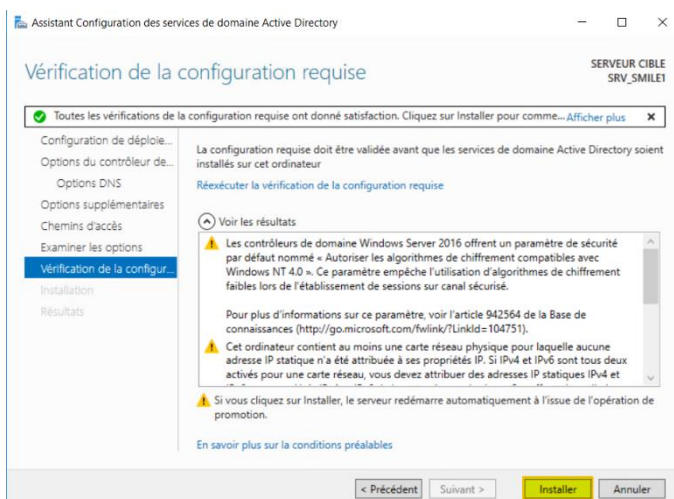 Assistant Configuration des services de domaine Active Directory
Vérification de la configuration requise
SERVEUR CIBLE
SRV_SMILE1
Toutes les vérifications de la configuration requise ont donné satisfaction. Cliquez sur Installer pour comme... Afficher plus
Configuration de déploie...
Options du contrôleur de...
Options DNS
Options supplémentaires
Chemins d'accès
Examiner les options
Vérification de la configur...
Installation
Résultats
La configuration requise doit être validée avant que les services de domaine Active Directory soient
installés sur cet ordinateur
Réexécuter la vérification de la configuration requise
Voir les résultats
Les contrôleurs de domaine Windows Server 2016 offrent un paramètre de sécurité
par défaut nommé « Autoriser les algorithmes de chiffrement compatibles avec
Windows NT 4.0 ». Ce paramètre empêche l'utilisation d'algorithmes de chiffrement
faibles lors de l'établissement de sessions sur canal sécurisé.
Pour plus d'informations sur ce paramètre, voir l'article 942564 de la Base de
connaissances (http://go.microsoft.com/fwlink/?LinkId=104751).
Cet ordinateur contient au moins une carte réseau physique pour laquelle aucune
adresse IP statique n'a été attribuée à ses propriétés IP. Si IPv4 et IPv6 sont tous deux
activés pour une carte réseau, vous devez attribuer des adresses IP statiques IPv4 et
Si vous cliquez sur Installer, le serveur redémarre automatiquement à l'issue de l'opération de
promotion.
En savoir plus sur la conditions préalables
< Précédent
Suivant >
Installer
Annuler